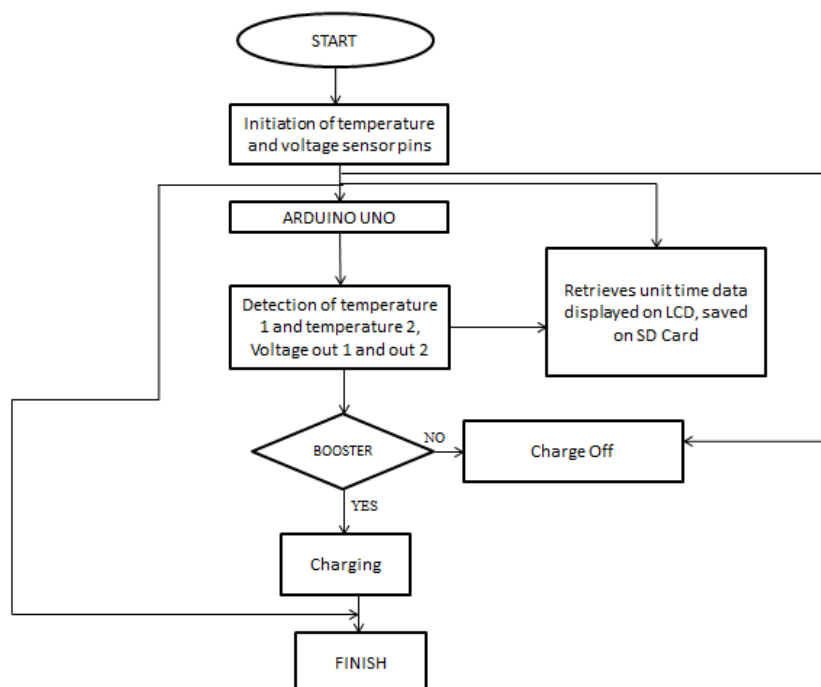 START
Initiation of temperature
and voltage sensor pins
ARDUINO UNO
Detection of temperature
1 and temperature 2,
Voltage out 1 and out 2
Retrieves unit time data
displayed on LCD, saved
on SD Card
BOOSTER
NO
Charge Off
YES
Charging
FINISH